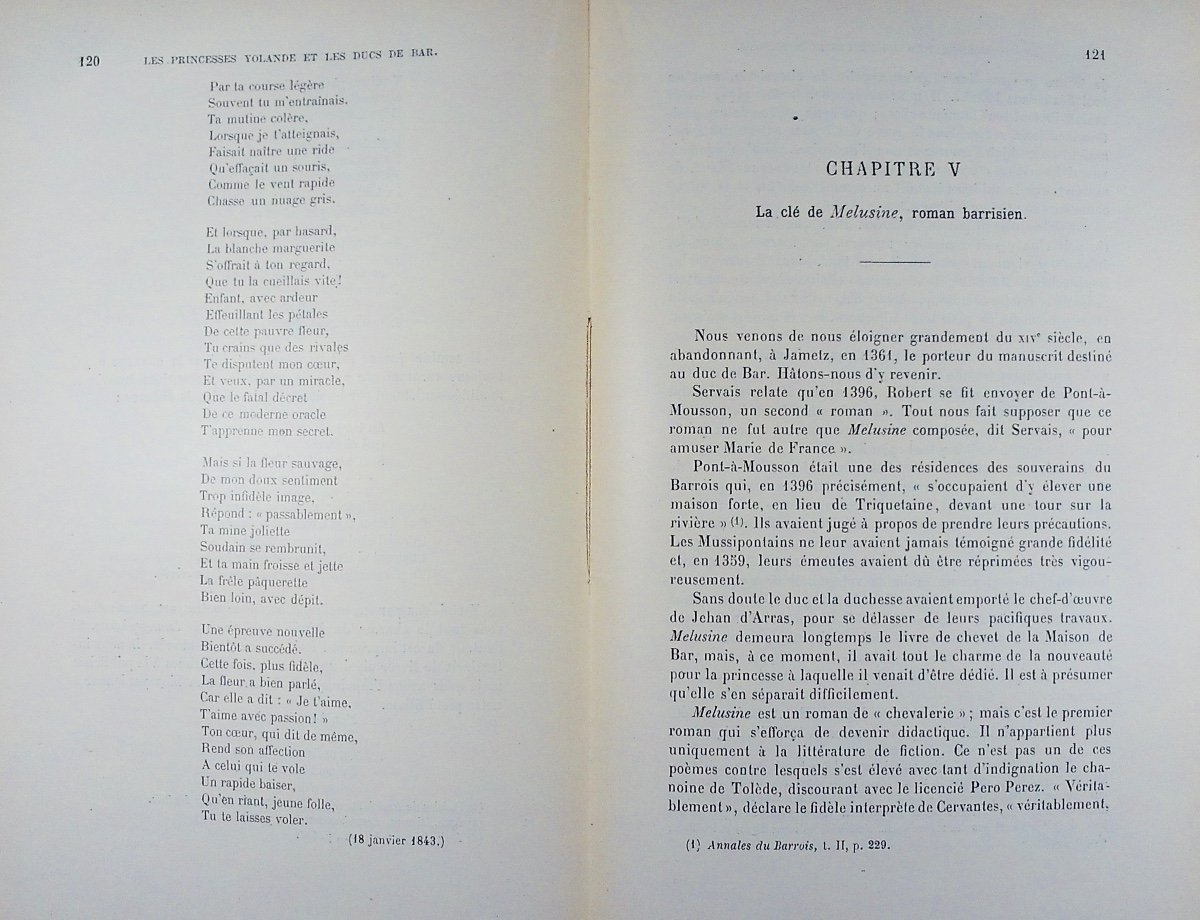 120 LES PRINCESSES YOLANDE ET LES DUCS DE BAR.
Par ta course légère
Souvent tu m'entraînais.
Ta mutine colère,
Lorsque je t'atteignais,
Faisait naître une ride
Qu'effaçait un souris,
Comme le vent rapide
Chasse un nuage gris.
Et lorsque, par hasard,
La blanche marguerite
S'offrait à ton regard,
Que tu la cueillais vite!
Enfant, avec ardeur
Effeuillant les pétales
De cette pauvre fleur,
Tu crains que des rivales
Te disputent mon cœur,
Et veux, par un miracle,
Que le fatal décret
De ce moderne oracle
T'apprenne mon secret.
Mais si la fleur sauvage,
De mon doux sentiment
Trop infidèle image,
Répond : « passablement »,
Ta mine joliette
Soudain se rembrunit,
Et ta main froisse et jette
La frêle pâquerette
Bien loin, avec dépit.
Une épreuve nouvelle
Bientôt a succédé.
Cette fois, plus fidèle,
La fleur a bien parlé,
Car elle a dit : « Je t'aime,
T'aime avec passion! »
Ton cœur, qui dit de même,
Rend son affection
A celui qui te vole
Un rapide baiser,
Qu'en riant, jeune folle,
Tu te laisses voler.
(18 janvier 1843.)
121
CHAPITRE V
La clé de Melusine, roman barrisien.
Nous venons de nous éloigner grandement du XIVe siècle, en
abandonnant, à Jametz, en 1361, le porteur du manuscrit destiné
au duc de Bar. Hâtons-nous d'y revenir.
Servais relate qu'en 1396, Robert se fit envoyer de Pont-à-
Mousson, un second « roman ». Tout nous fait supposer que ce
roman ne fut autre que Melusine composée, dit Servais, « pour
amuser Marie de France ».
Pont-à-Mousson était une des résidences des souverains du
Barrois qui, en 1396 précisément, « s'occupaient d'y élever une
maison forte, en lieu de Triquetaine, devant une tour sur la
rivière » (1). Ils avaient jugé à propos de prendre leurs précautions.
Les Mussipontains ne leur avaient jamais témoigné grande fidélité
et, en 1359, leurs émeutes avaient dû être réprimées très vigou-
reusement.
Sans doute le duc et la duchesse avaient emporté le chef-d'œuvre
de Jehan d'Arras, pour se délasser de leurs pacifiques travaux.
Melusine demeura longtemps le livre de chevet de la Maison de
Bar, mais, à ce moment, il avait tout le charme de la nouveauté
pour la princesse à laquelle il venait d'être dédié. Il est à présumer
qu'elle s'en séparait difficilement.
Melusine est un roman de « chevalerie » ; mais c'est le premier
roman qui s'efforça de devenir didactique. Il n'appartient plus
uniquement à la littérature de fiction. Ce n'est pas un de ces
poèmes contre lesquels s'est élevé avec tant d'indignation le cha-
noine de Tolède, discourant avec le licencié Pero Perez. « Vérita-
blement », déclare le fidèle interprète de Cervantes, « véritablement,
(1) Annales du Barrois, t. II, p. 229.